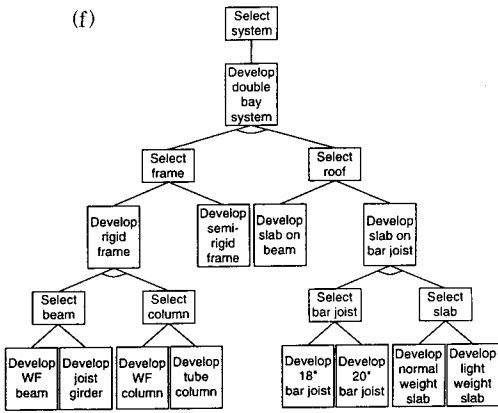 (f)
Select
system
Develop
double
bay
system
Select
frame
Select
roof
Develop
rigid
frame
Develop
semi-
rigid
frame
Develop
slab on
beam
Develop
slab on
bar joist
Select
beam
Select
column
Select
bar joist
Select
slab
Develop
WF
beam
Develop
joist
girder
Develop
WF
column
Develop
tube
column
Develop
18"
bar joist
Develop
20"
bar joist
Develop
normal
weight
slab
Develop
light
weight
slab